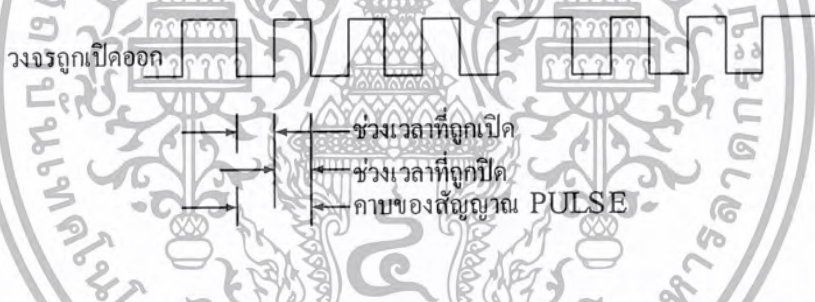 วงจรถูกเปิดออก
ช่วงเวลาที่ถูกเปิด
ช่วงเวลาที่ถูกปิด
คาบของสัญญาณ PULSE